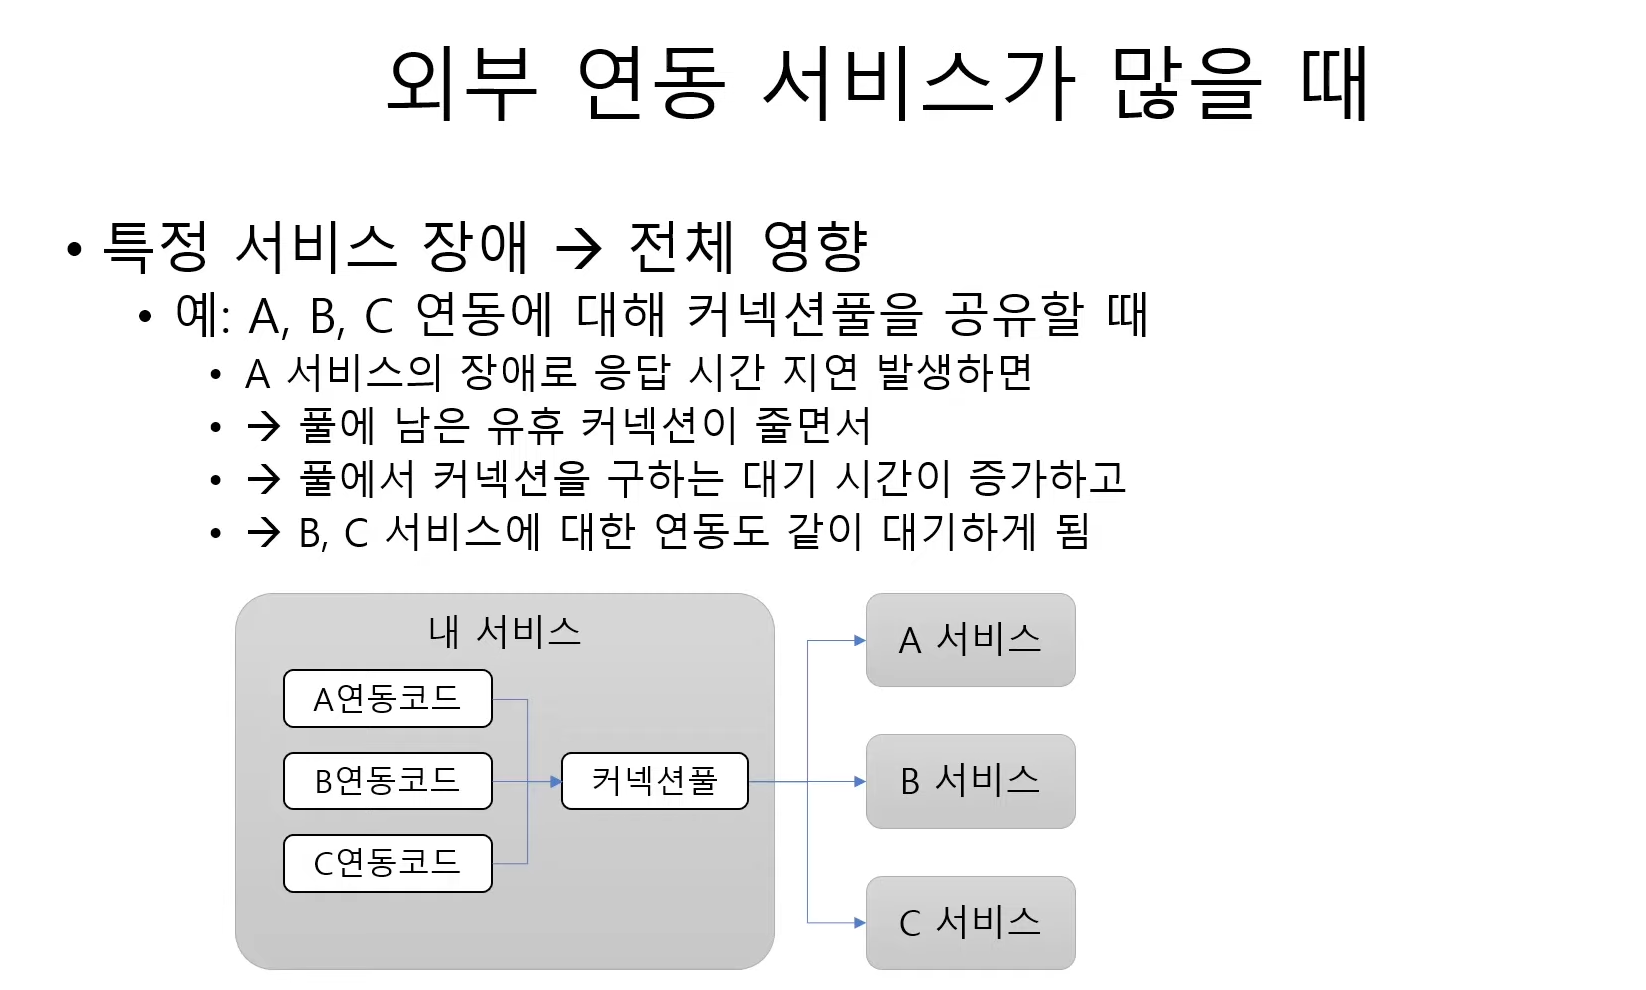 외부 연동 서비스가 많을 때
• 특정 서비스 장애 → 전체 영향
• 예: A, B, C 연동에 대해 커넥션풀을 공유할 때
• A 서비스의 장애로 응답 시간 지연 발생하면
• → 풀에 남은 유휴 커넥션이 줄면서
• → 풀에서 커넥션을 구하는 대기 시간이 증가하고
• → B, C 서비스에 대한 연동도 같이 대기하게 됨
내 서비스
A연동코드
B연동코드
C연동코드
커넥션풀
A 서비스
B 서비스
C 서비스